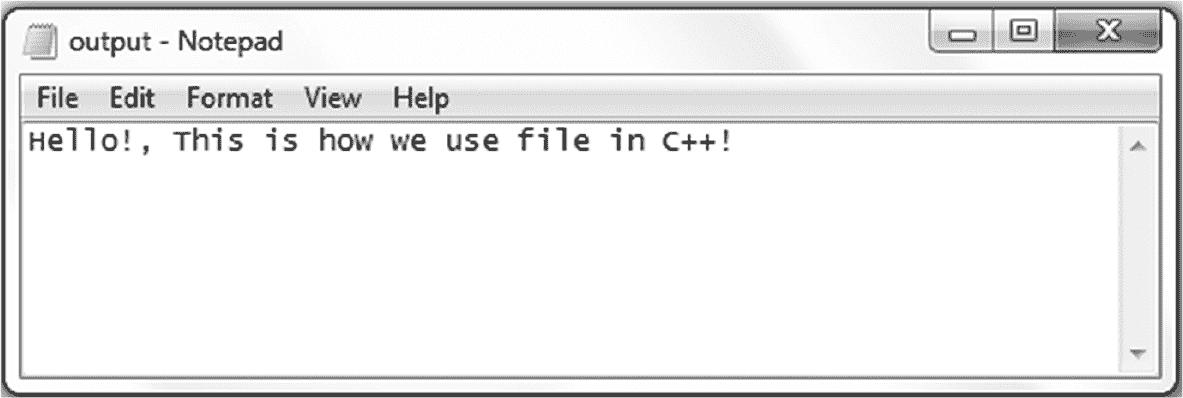 output - Notepad
File Edit Format View Help
Hello!, This is how we use file in C++!